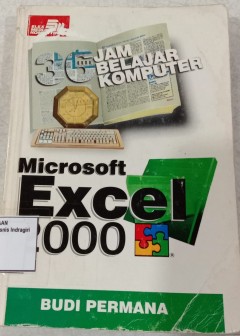 36 JAM
BELAJAR
KOMPUTER
Microsoft
Excel
2000
®
BUDI PERMANA